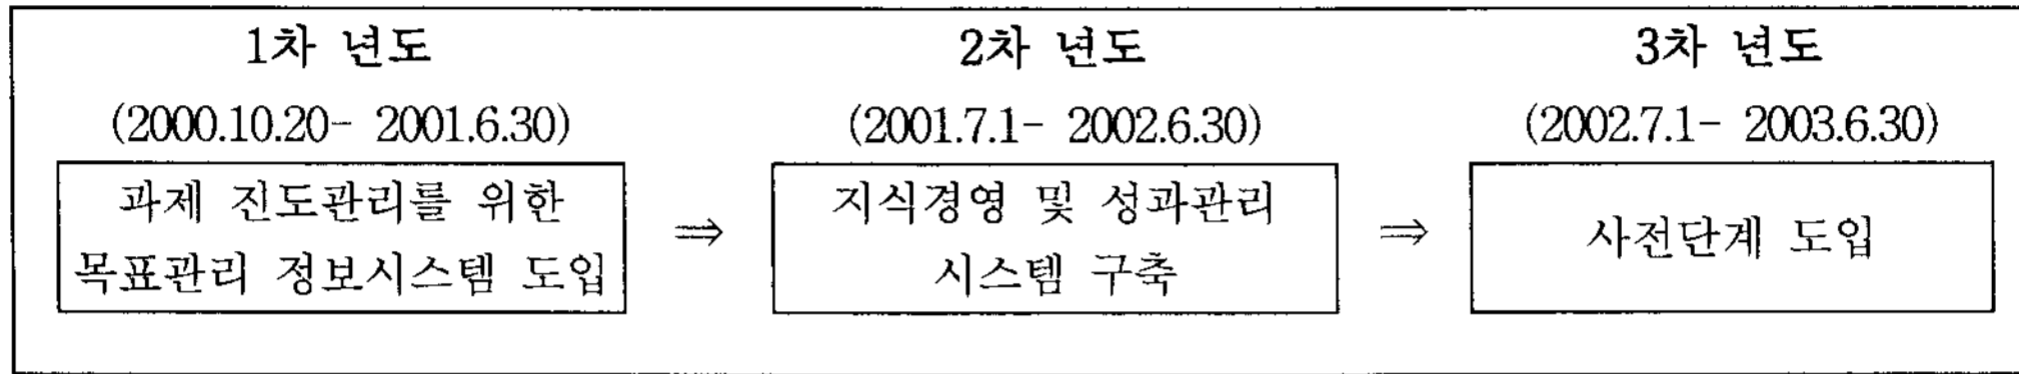 1차 년도
(2000.10.20- 2001.6.30)
과제 진도관리를 위한
목표관리 정보시스템 도입
⇒
2차 년도
(2001.7.1- 2002.6.30)
지식경영 및 성과관리
시스템 구축
⇒
3차 년도
(2002.7.1- 2003.6.30)
사전단계 도입